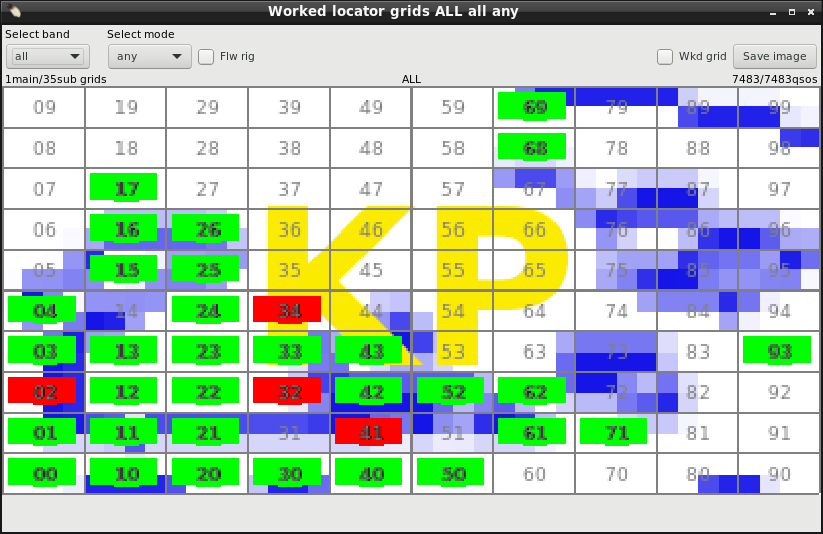 Worked locator grids ALL all any
Select band Select mode
all any Flw rig Wkd grid Save image
1main/35sub grids ALL 7483/7483qsos
09 19 29 39 49 59 69 79 89 99
08 18 28 38 48 58 68 78 88 98
07 17 27 37 47 57 67 77 87 97
06 16 26 36 46 56 66 76 86 96
05 15 25 35 45 55 65 75 85 95
KP
04 14 24 34 44 54 64 74 84 94
03 13 23 33 43 53 63 73 83 93
02 12 22 32 42 52 62 72 82 92
01 11 21 31 41 51 61 71 81 91
00 10 20 30 40 50 60 70 80 90